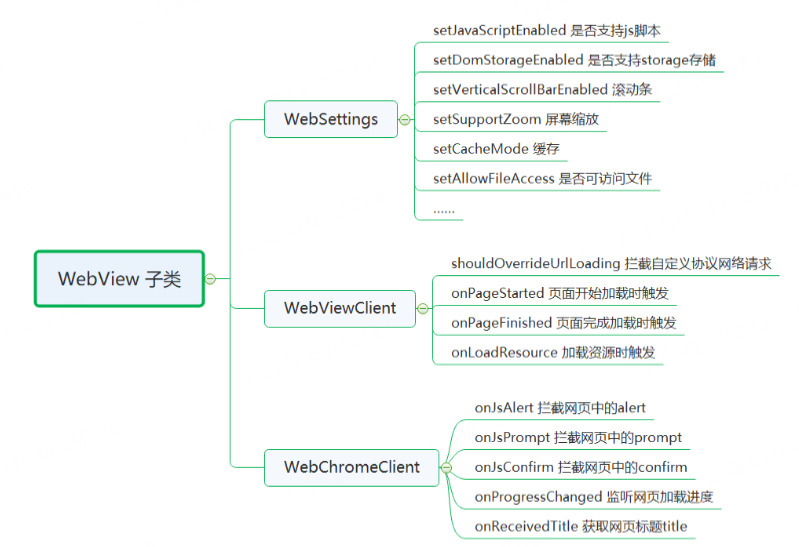 WebView 子类
WebSettings
setJavaScriptEnabled 是否支持js脚本
setDomStorageEnabled 是否支持storage存储
setVerticalScrollBarEnabled 滚动条
setSupportZoom 屏幕缩放
setCacheMode 缓存
setAllowFileAccess 是否可访问文件
......
WebViewClient
shouldOverrideUrlLoading 拦截自定义协议网络请求
onPageStarted 页面开始加载时触发
onPageFinished 页面完成加载时触发
onLoadResource 加载资源时触发
WebChromeClient
onJsAlert 拦截网页中的alert
onJsPrompt 拦截网页中的prompt
onJsConfirm 拦截网页中的confirm
onProgressChanged 监听网页加载进度
onReceivedTitle 获取网页标题title